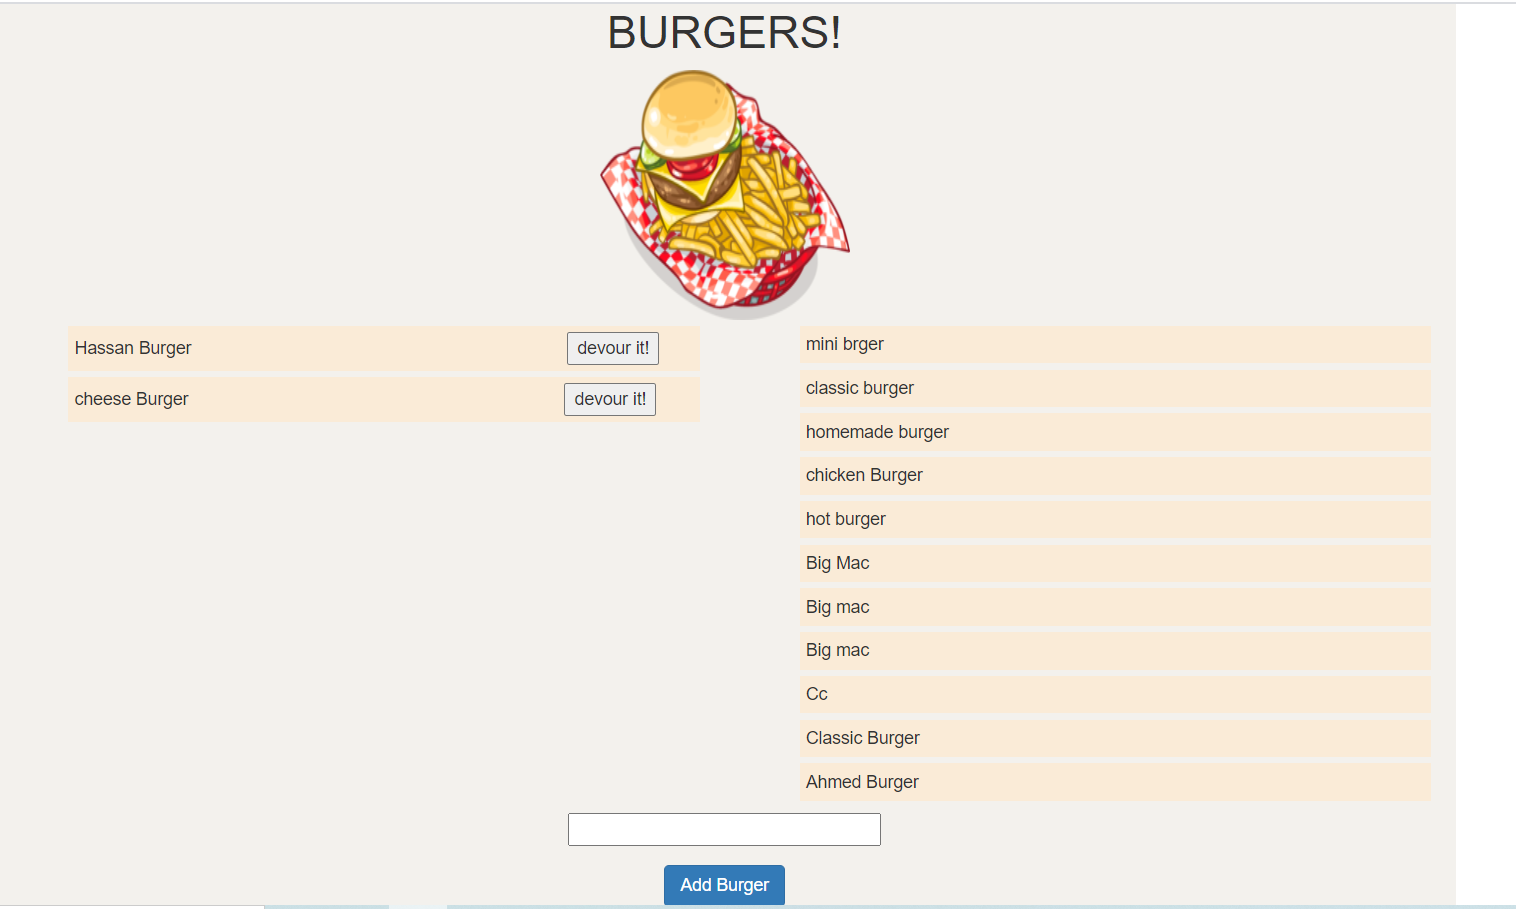 BURGERS!
Hassan Burger devour it!
cheese Burger devour it!
mini brger
classic burger
homemade burger
chicken Burger
hot burger
Big Mac
Big mac
Big mac
Cc
Classic Burger
Ahmed Burger
Add Burger